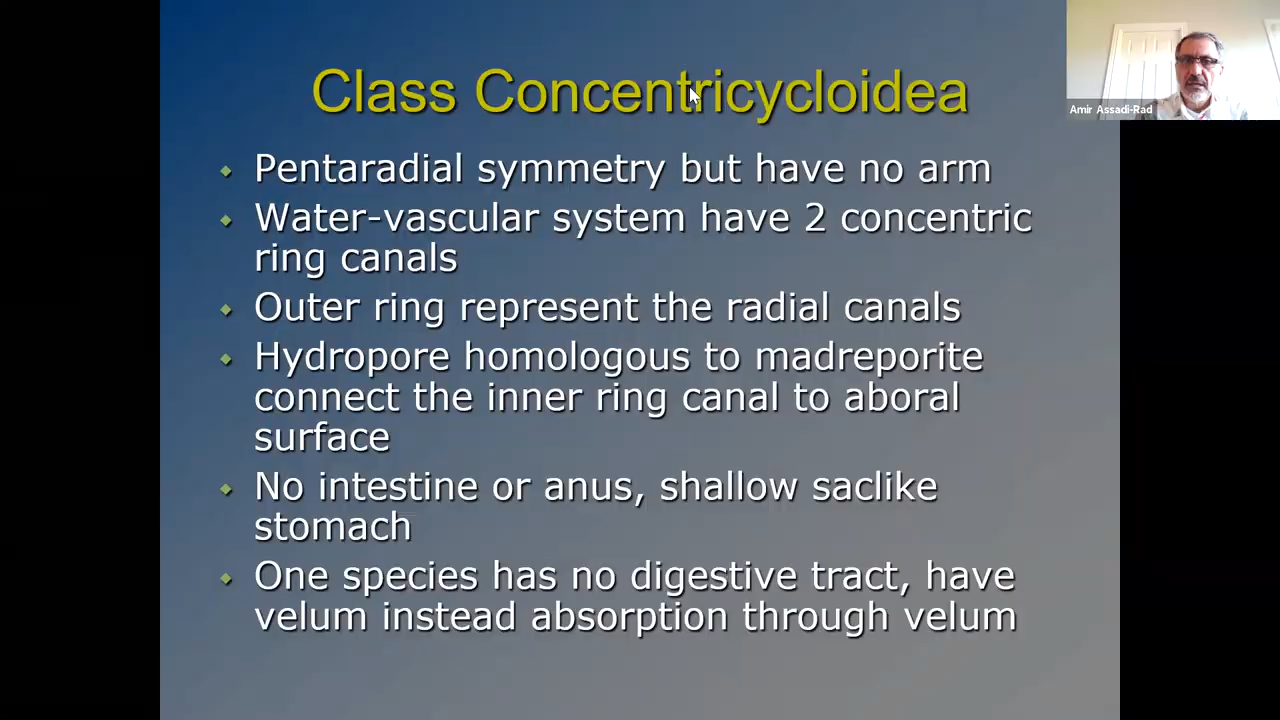 Class Concentricycloidea
Amir Assadi-Rad
Pentaradial symmetry but have no arm
Water-vascular system have 2 concentric
ring canals
Outer ring represent the radial canals
Hydropore homologous to madreporite
connect the inner ring canal to aboral
surface
No intestine or anus, shallow saclike
stomach
One species has no digestive tract, have
velum instead absorption through velum